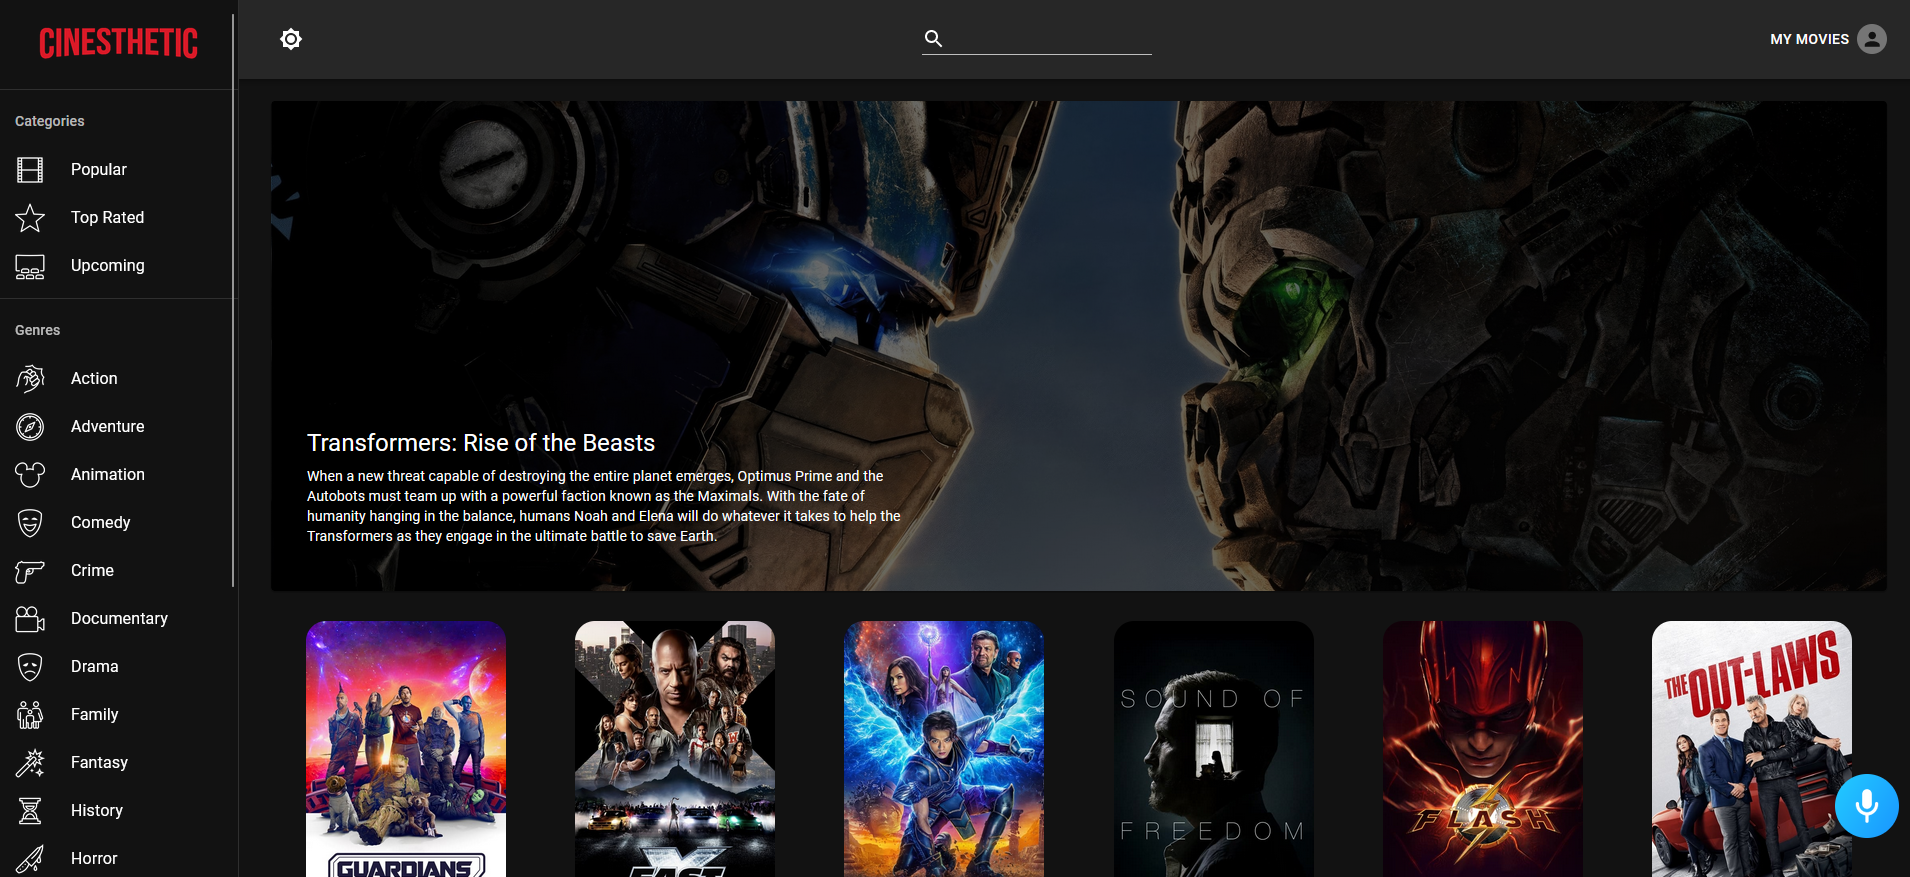 CINESTHETIC
MY MOVIES
Categories
Popular
Top Rated
Upcoming
Genres
Action
Adventure
Animation
Comedy
Crime
Documentary
Drama
Family
Fantasy
History
Horror
Transformers: Rise of the Beasts
When a new threat capable of destroying the entire planet emerges, Optimus Prime and the
Autobots must team up with a powerful faction known as the Maximals. With the fate of
humanity hanging in the balance, humans Noah and Elena will do whatever it takes to help the
Transformers as they engage in the ultimate battle to save Earth.
GUARDIANS
FAST
SOUND OF
FREEDOM
FLASH
THE OUT-LAWS